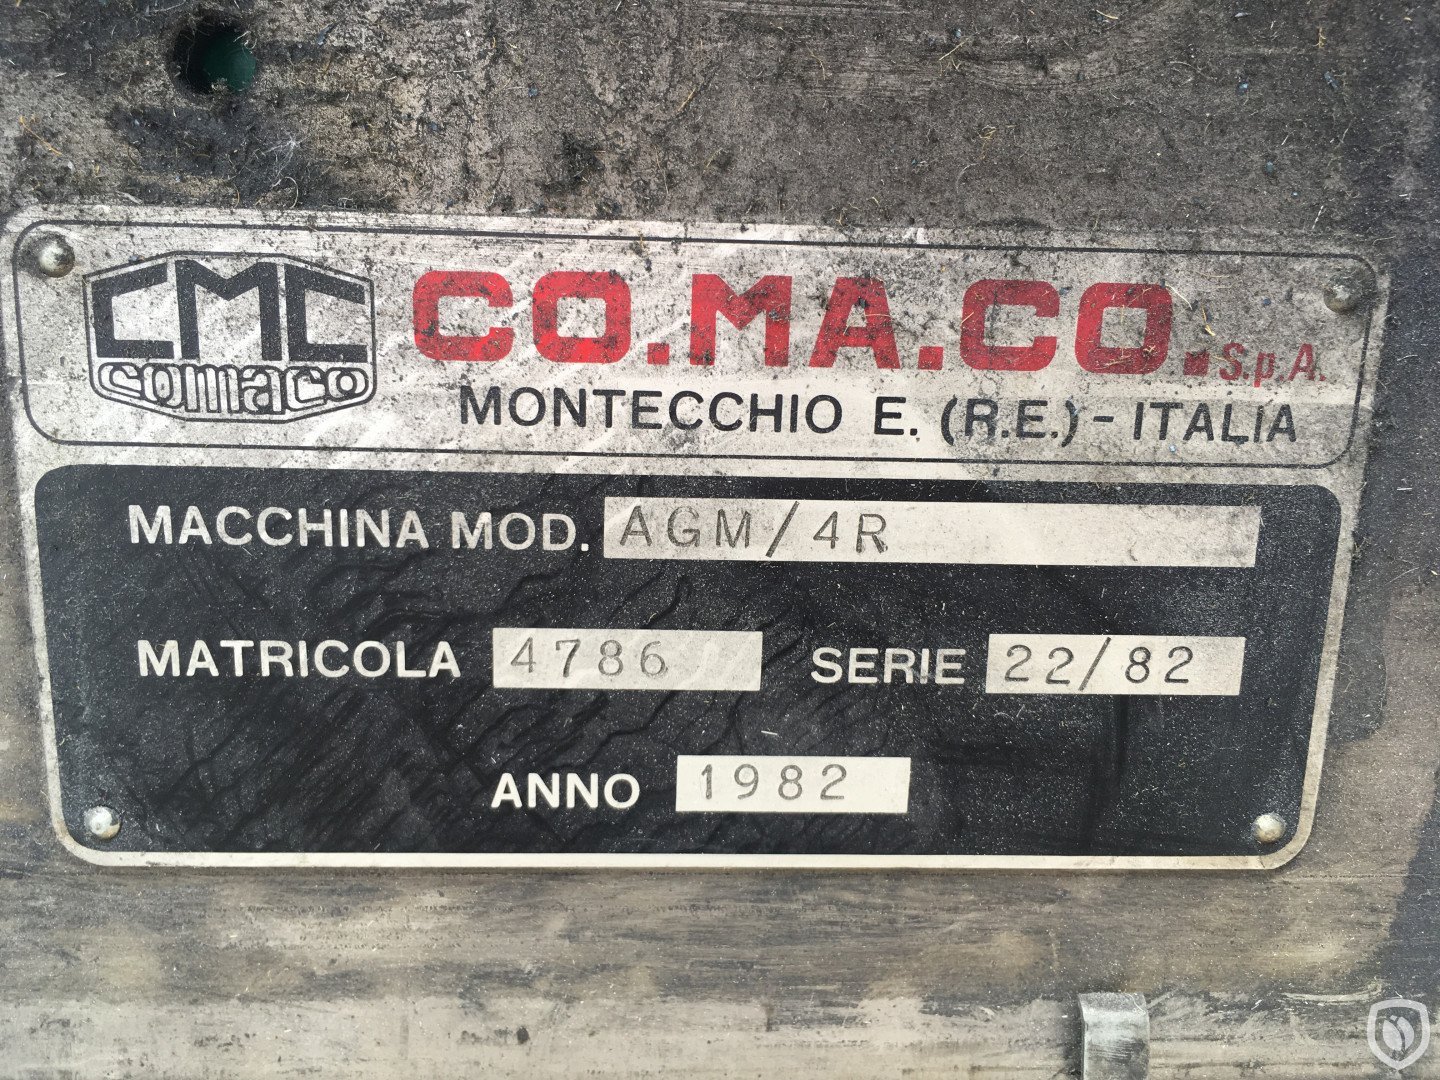 CMC
comaco
CO.MA.CO. S.p.A.
MONTECCHIO E. (R.E.) - ITALIA
MACCHINA MOD. AGM/4R
MATRICOLA 4786 SERIE 22/82
ANNO 1982